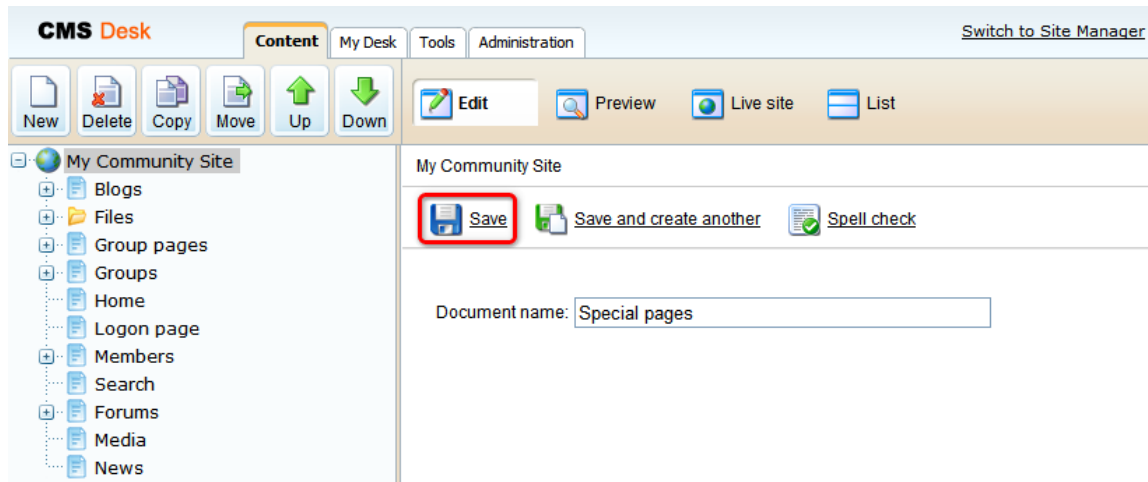 CMS Desk
Content My Desk Tools Administration
Switch to Site Manager
New Delete Copy Move Up Down
Edit Preview Live site List
My Community Site
Blogs
Files
Group pages
Groups
Home
Logon page
Members
Search
Forums
Media
News
My Community Site
Save Save and create another Spell check
Document name: Special pages